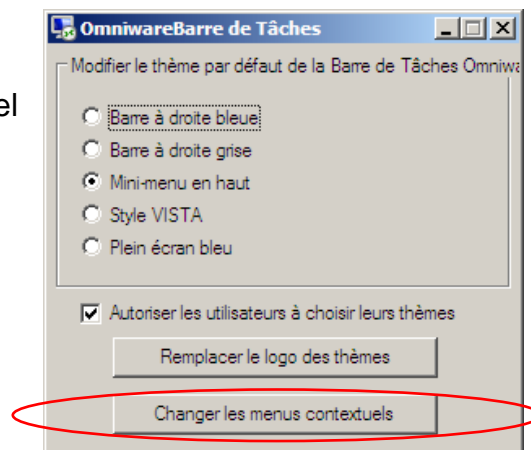 OmniwareBarre de Tâches
Modifier le thème par défaut de la Barre de Tâches Omniwa
el
Barre à droite bleue
Barre à droite grise
Mini-menu en haut
Style VISTA
Plein écran bleu
Autoriser les utilisateurs à choisir leurs thèmes
Remplacer le logo des thèmes
Changer les menus contextuels